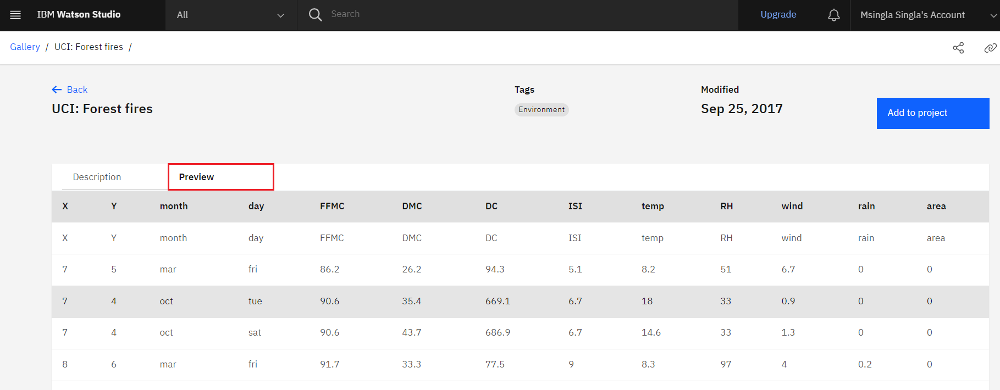 IBM Watson Studio All Search Upgrade Msingla Singla's Account
Gallery / UCI: Forest fires /
Back Tags Modified
UCI: Forest fires Environment Sep 25, 2017 Add to project
Description Preview
X Y month day FFMC DMC DC ISI temp RH wind rain area
X Y month day FFMC DMC DC ISI temp RH wind rain area
7 5 mar fri 86.2 26.2 94.3 5.1 8.2 51 6.7 0 0
7 4 oct tue 90.6 35.4 669.1 6.7 18 33 0.9 0 0
7 4 oct sat 90.6 43.7 686.9 6.7 14.6 33 1.3 0 0
8 6 mar fri 91.7 33.3 77.5 9 8.3 97 4 0.2 0